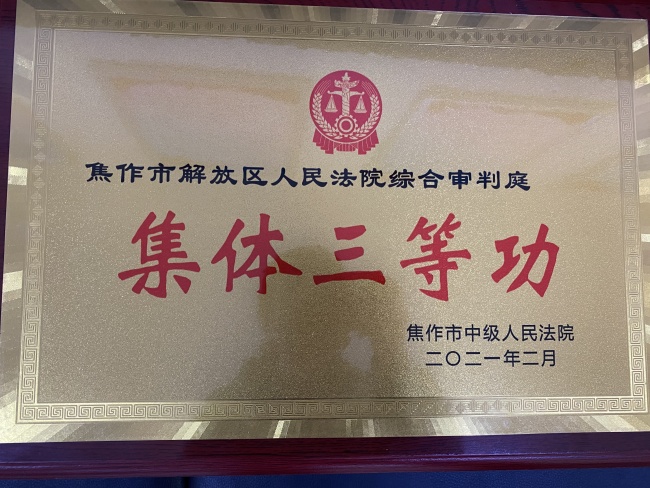 焦作市解放区人民法院综合审判庭
集体三等功
焦作市中级人民法院
二〇二一年二月